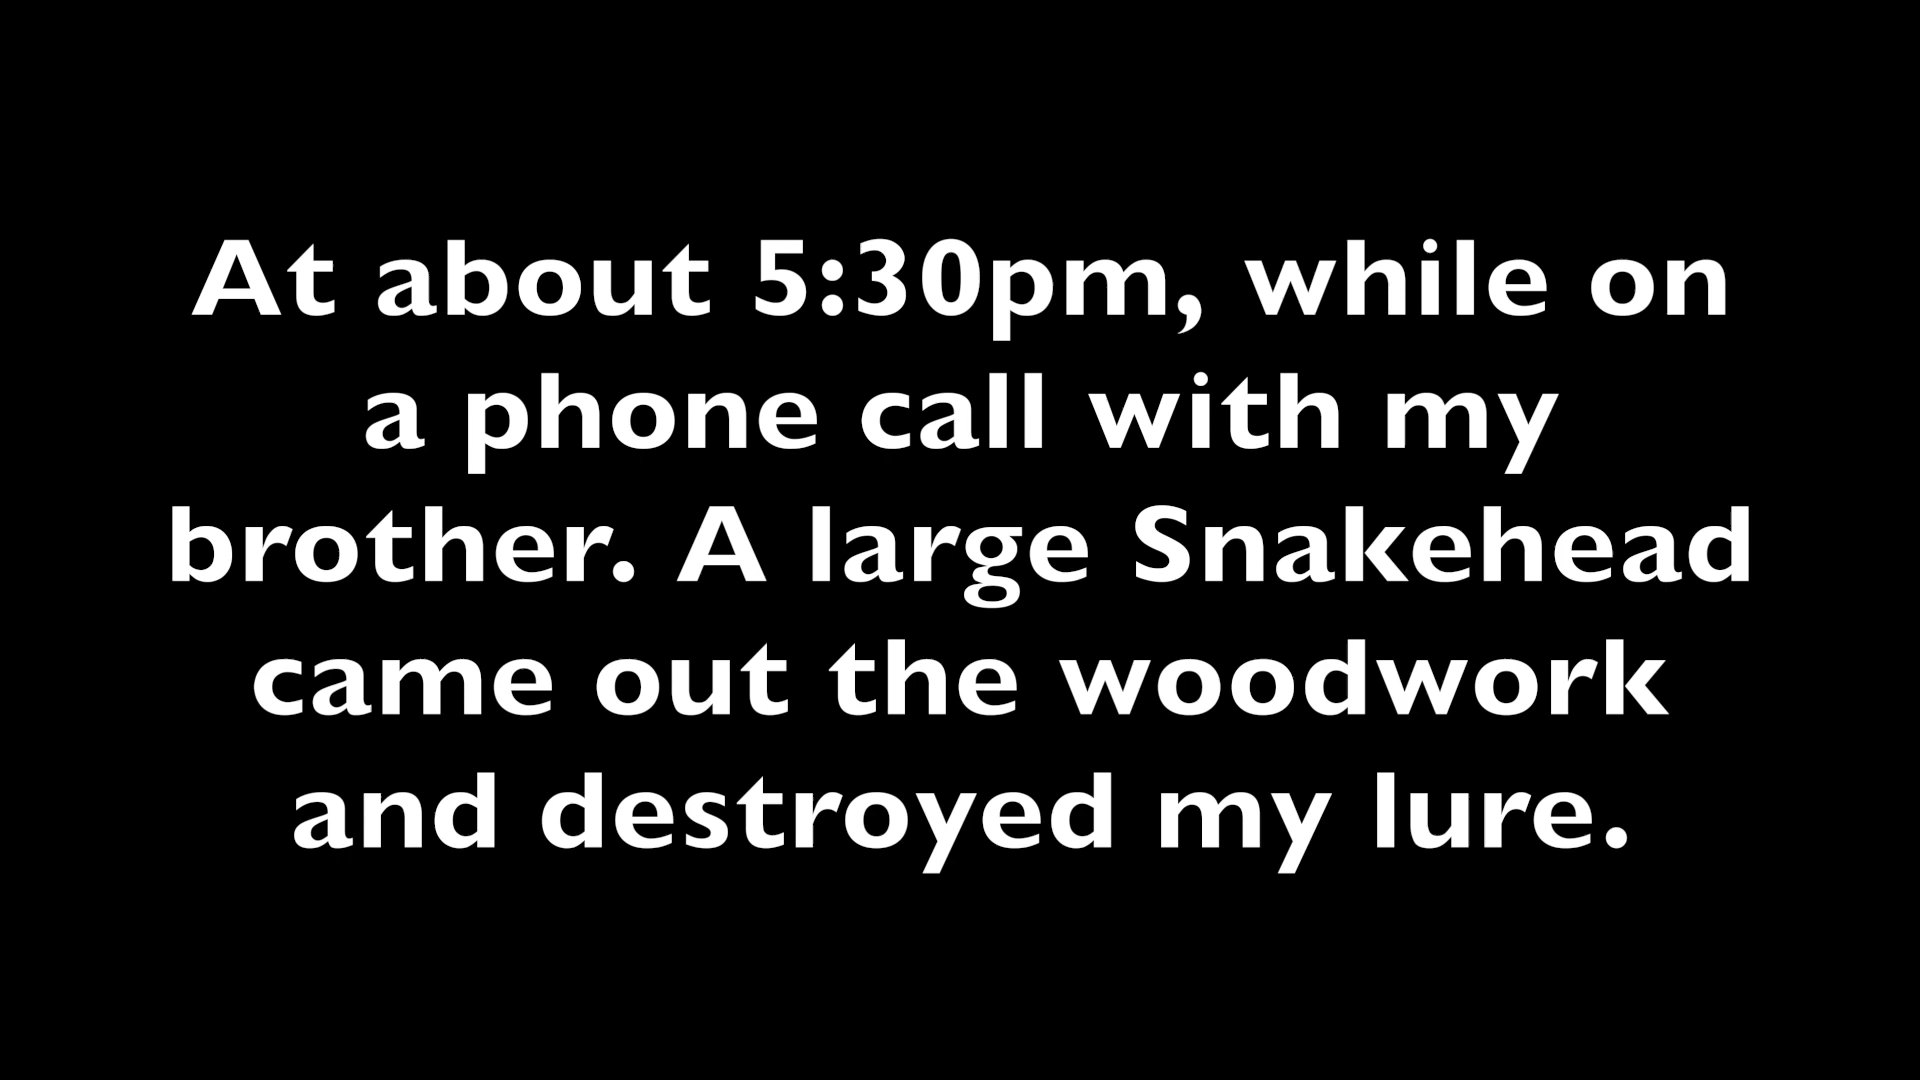 At about 5:30pm, while on
a phone call with my
brother. A large Snakehead
came out the woodwork
and destroyed my lure.